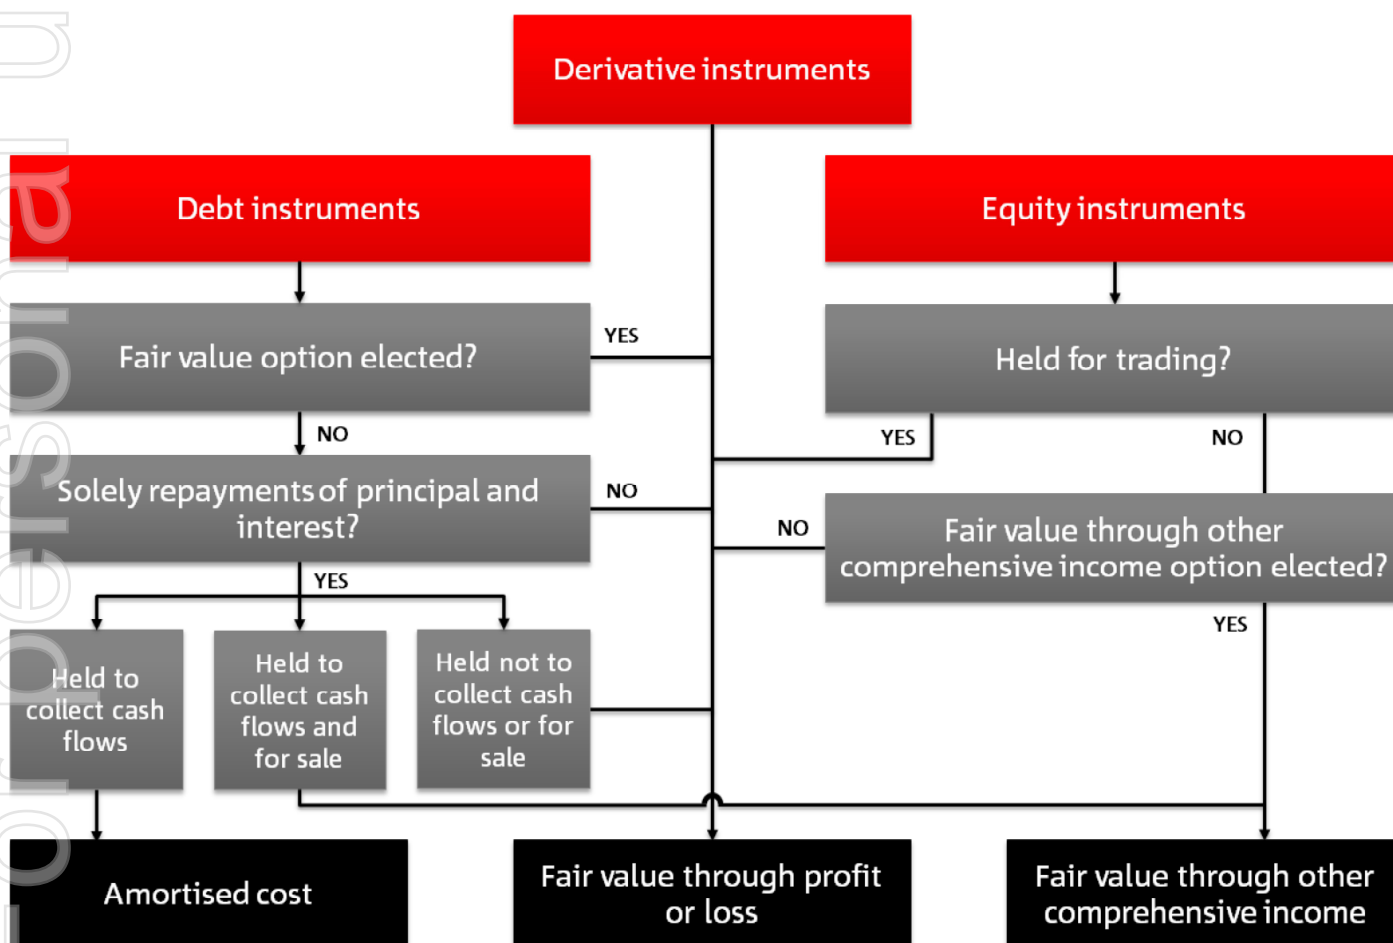 Derivative instruments
Debt instruments
Equity instruments
Fair value option elected?
YES
Held for trading?
NO
YES
NO
Solely repayments of principal and
interest?
NO
NO
Fair value through other
comprehensive income option elected?
YES
YES
Held to
collect cash
flows
Held to
collect cash
flows and
for sale
Held not to
collect cash
flows or for
sale
Amortised cost
Fair value through profit
or loss
Fair value through other
comprehensive income
For personal u